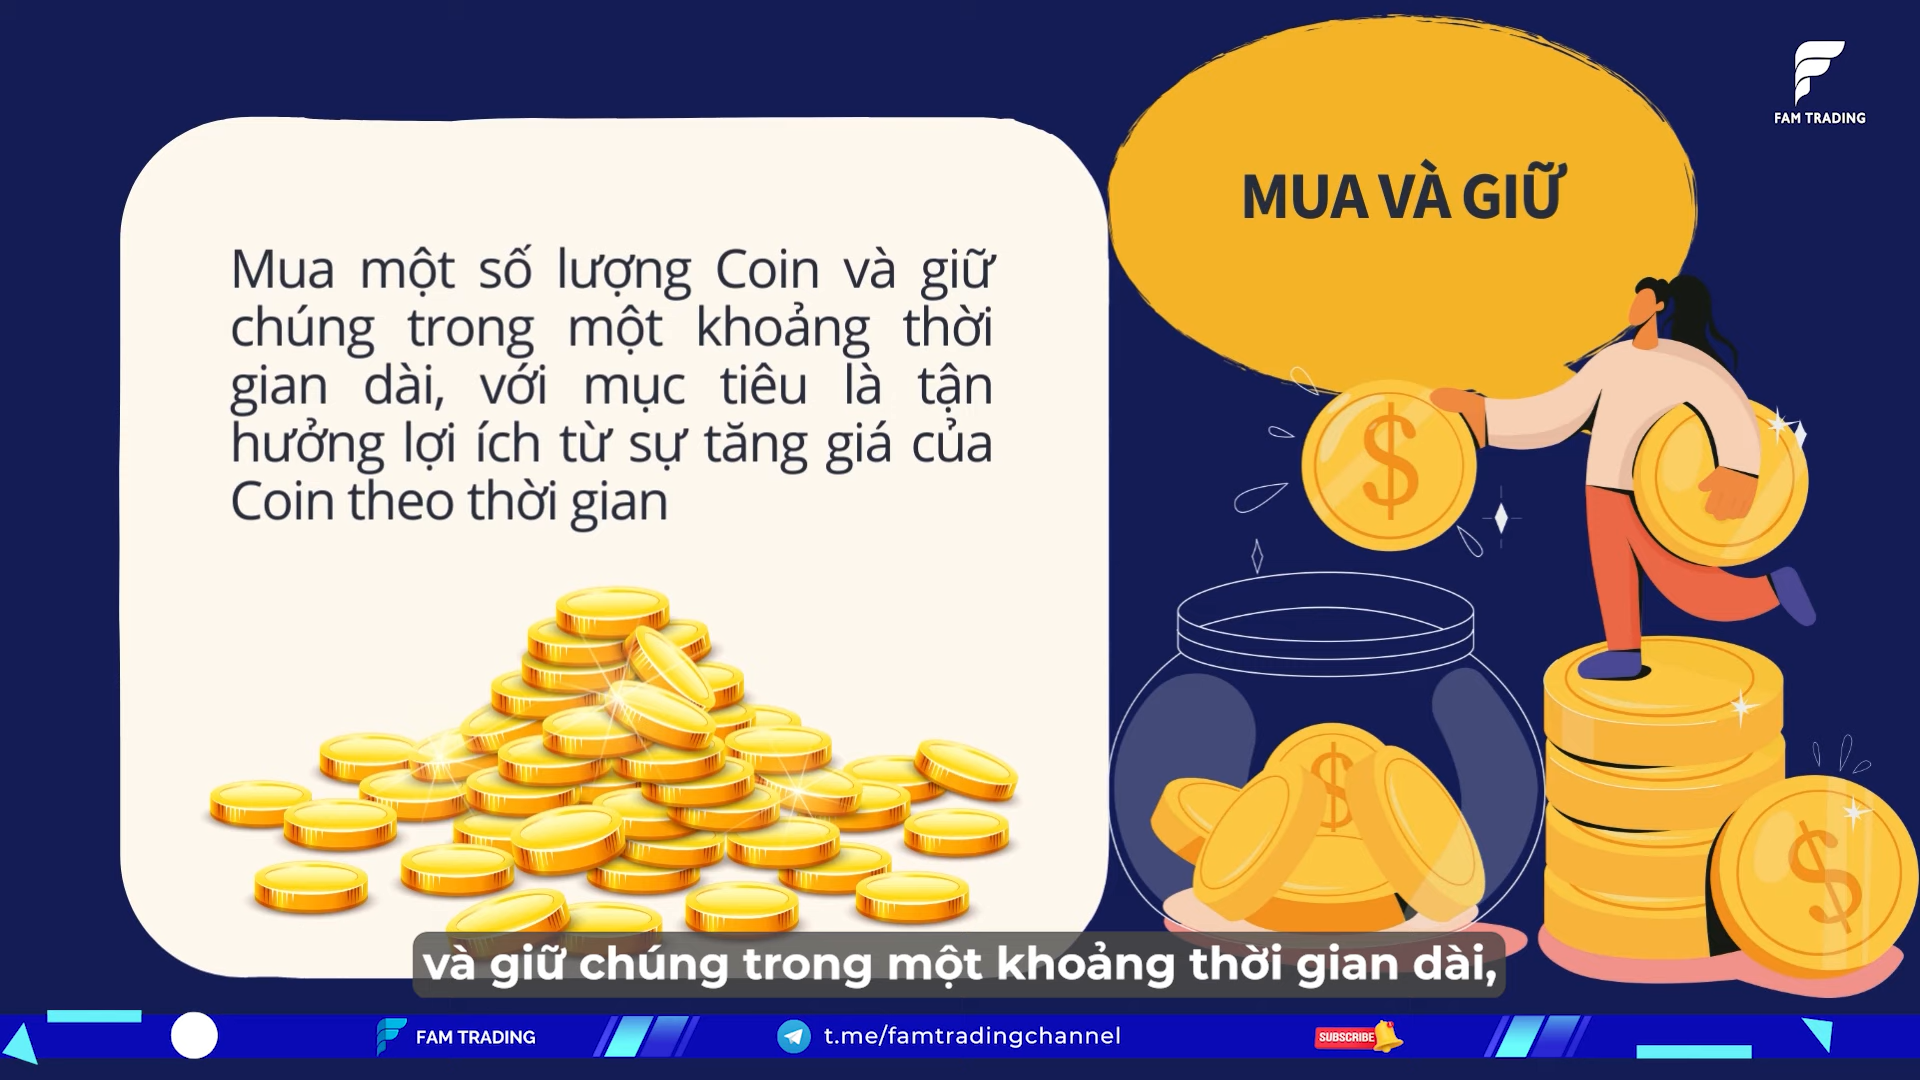 FAM TRADING
MUA VÀ GIỮ
Mua một số lượng Coin và giữ
chúng trong một khoảng thời
gian dài, với mục tiêu là tận
hưởng lợi ích từ sự tăng giá của
Coin theo thời gian
$
$
$
và giữ chúng trong một khoảng thời gian dài,
FAM TRADING
t.me/famtradingchannel
SUBSCRIBE